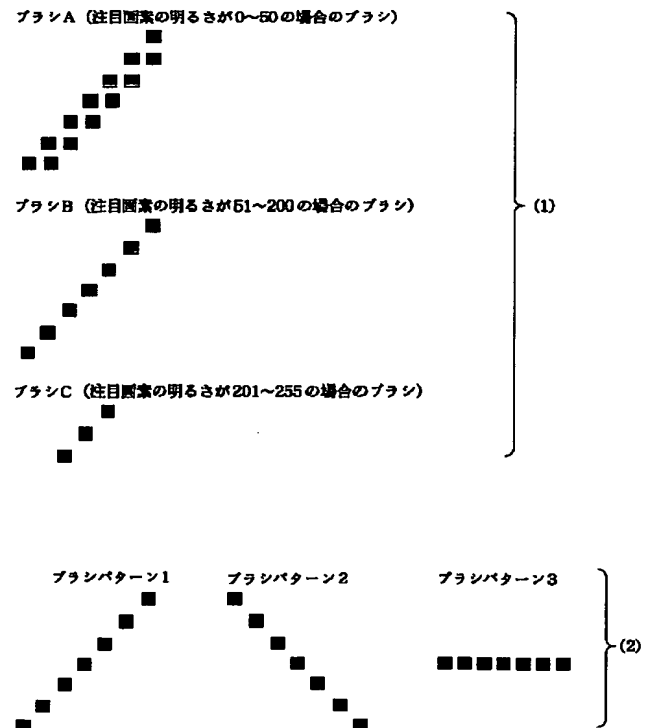 ブラシA（注目画素の明るさが0～50の場合のブラシ）
ブラシB（注目画素の明るさが51～200の場合のブラシ）
(1)
ブラシC（注目画素の明るさが201～255の場合のブラシ）
ブラシパターン1 ブラシパターン2 ブラシパターン3
(2)